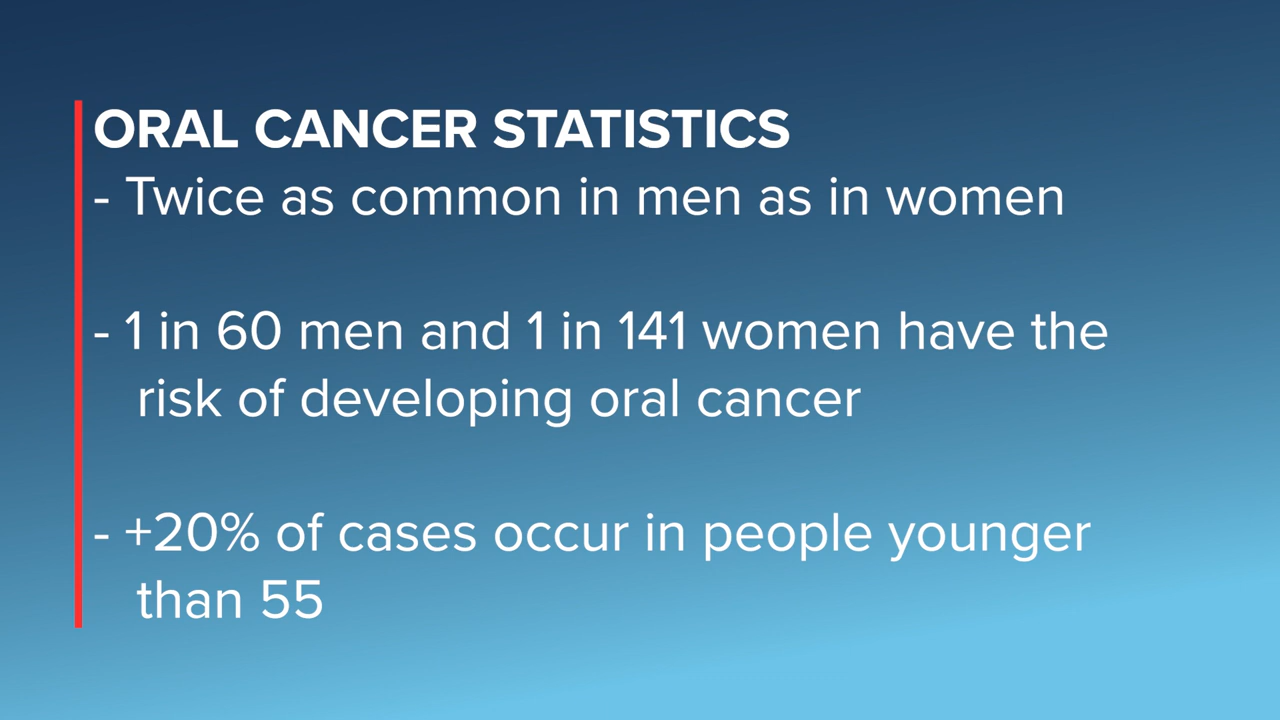 ORAL CANCER STATISTICS
- Twice as common in men as in women
- 1 in 60 men and 1 in 141 women have the
risk of developing oral cancer
- +20% of cases occur in people younger
than 55